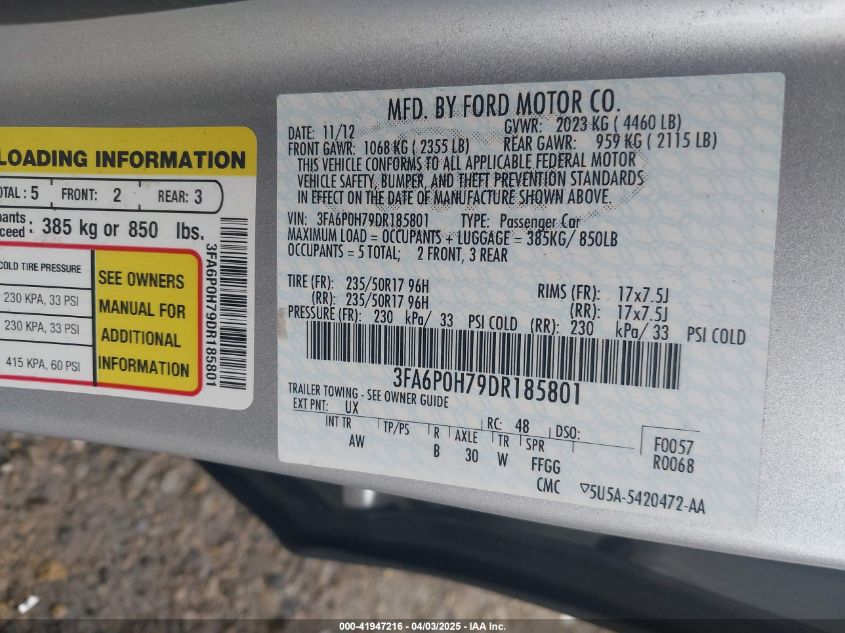 LOADING INFORMATION
TOTAL: 5 FRONT: 2 REAR: 3
385 kg or 850 lbs.
COLD TIRE PRESSURE
230 KPA, 33 PSI
230 KPA, 33 PSI
415 KPA, 60 PSI
SEE OWNERS
MANUAL FOR
ADDITIONAL
INFORMATION
3FA6P0H79DR185801
MFD. BY FORD MOTOR CO.
DATE: 11/12 GVWR: 2023 KG ( 4460 LB)
FRONT GAWR: 1068 KG ( 2355 LB) REAR GAWR: 959 KG ( 2115 LB)
THIS VEHICLE CONFORMS TO ALL APPLICABLE FEDERAL MOTOR
VEHICLE SAFETY, BUMPER, AND THEFT PREVENTION STANDARDS
IN EFFECT ON THE DATE OF MANUFACTURE SHOWN ABOVE.
VIN: 3FA6P0H79DR185801 TYPE: Passenger Car
MAXIMUM LOAD = OCCUPANTS + LUGGAGE = 385KG/ 850LB
OCCUPANTS = 5 TOTAL; 2 FRONT, 3 REAR
TIRE (FR): 235/50R17 96H RIMS (FR): 17x7.5J
(RR): 235/50R17 96H (RR): 17x7.5J
PRESSURE (FR): 230 kPa/ 33 PSI COLD (RR): 230 kPa/ 33 PSI COLD
3FA6P0H79DR185801
TRAILER TOWING - SEE OWNER GUIDE
EXT PNT: UX RC: 48 DSO:
INT TR TP/PS R AXLE TR SPR F0057
AW B 30 W FFGG R0068
CMC ▽5U5A-5420472-AA
000-41947216 - 04/03/2025 - IAA Inc.